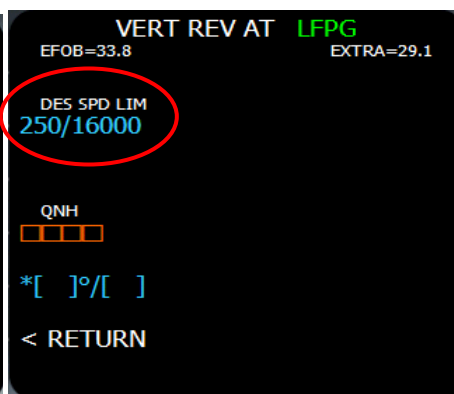 VERT REV AT LFPG
EFOB=33.8 EXTRA=29.1
DES SPD LIM
250/16000
QNH
□□□□
*[ ]°/[ ]
< RETURN